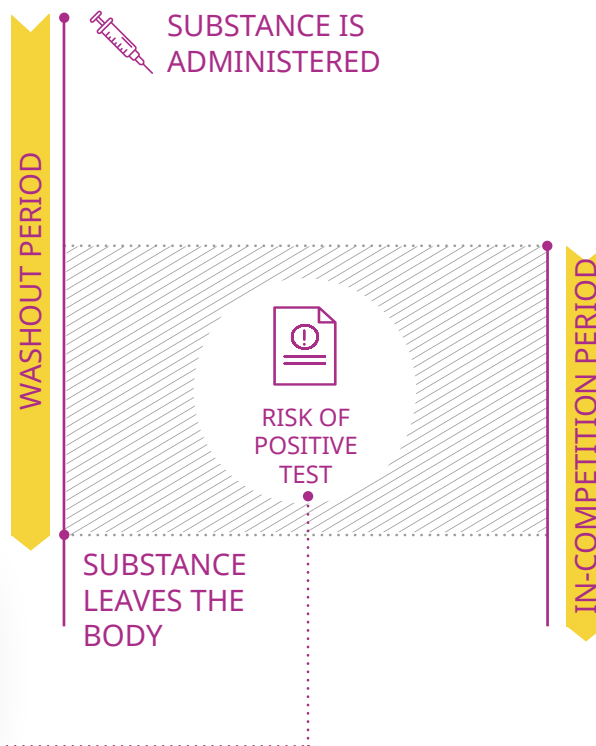 SUBSTANCE IS
ADMINISTERED
WASHOUT PERIOD
IN-COMPETITION PERIOD
RISK OF
POSITIVE
TEST
SUBSTANCE
LEAVES THE
BODY